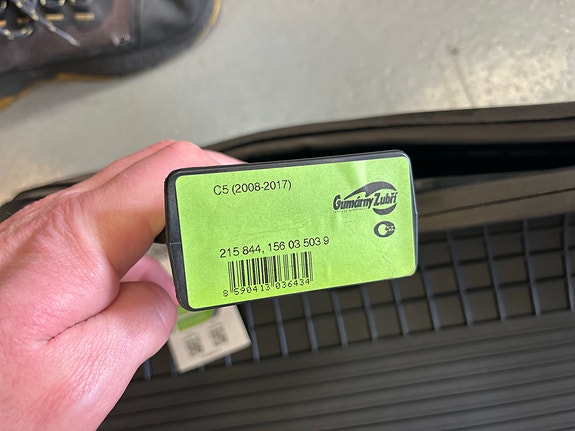 C5 (2008-2017)
Gumárny Zubří
215 844, 156 03 503 9
8 590413 036434